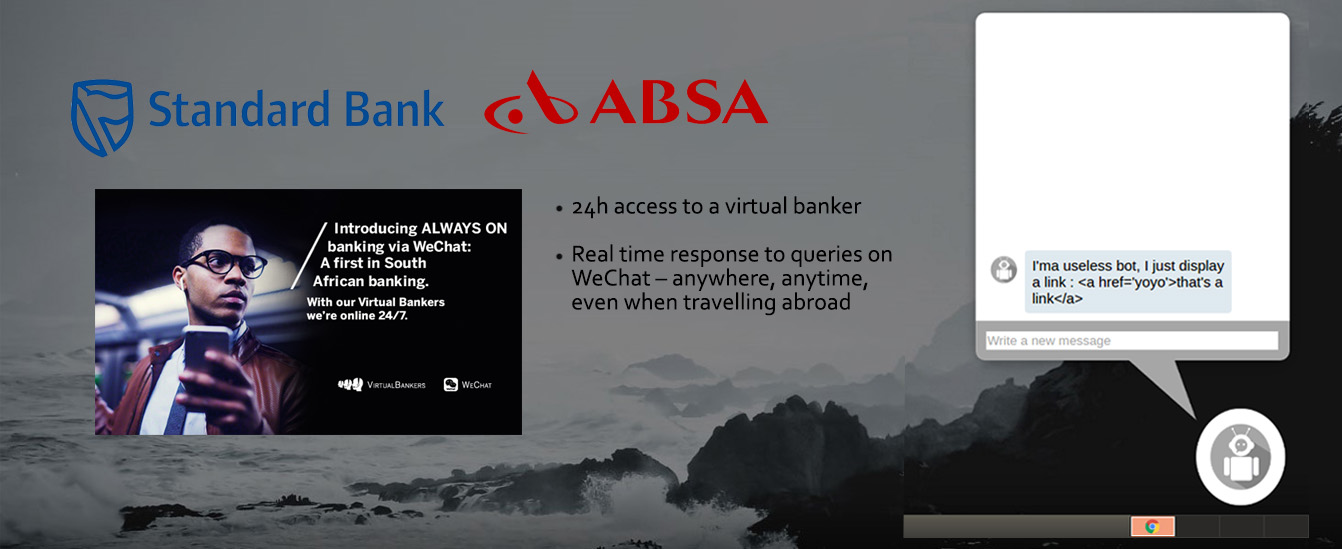 Standard Bank
ABSA
Introducing ALWAYS ON
banking via WeChat:
A first in South
African banking.
With our Virtual Bankers
we're online 24/7.
VIRTUALBANKERS
WECHAT
• 24h access to a virtual banker
• Real time response to queries on
WeChat – anywhere, anytime,
even when travelling abroad
I'ma useless bot, I just display
a link : <a href='yoyo'>that's a
link</a>
Write a new message